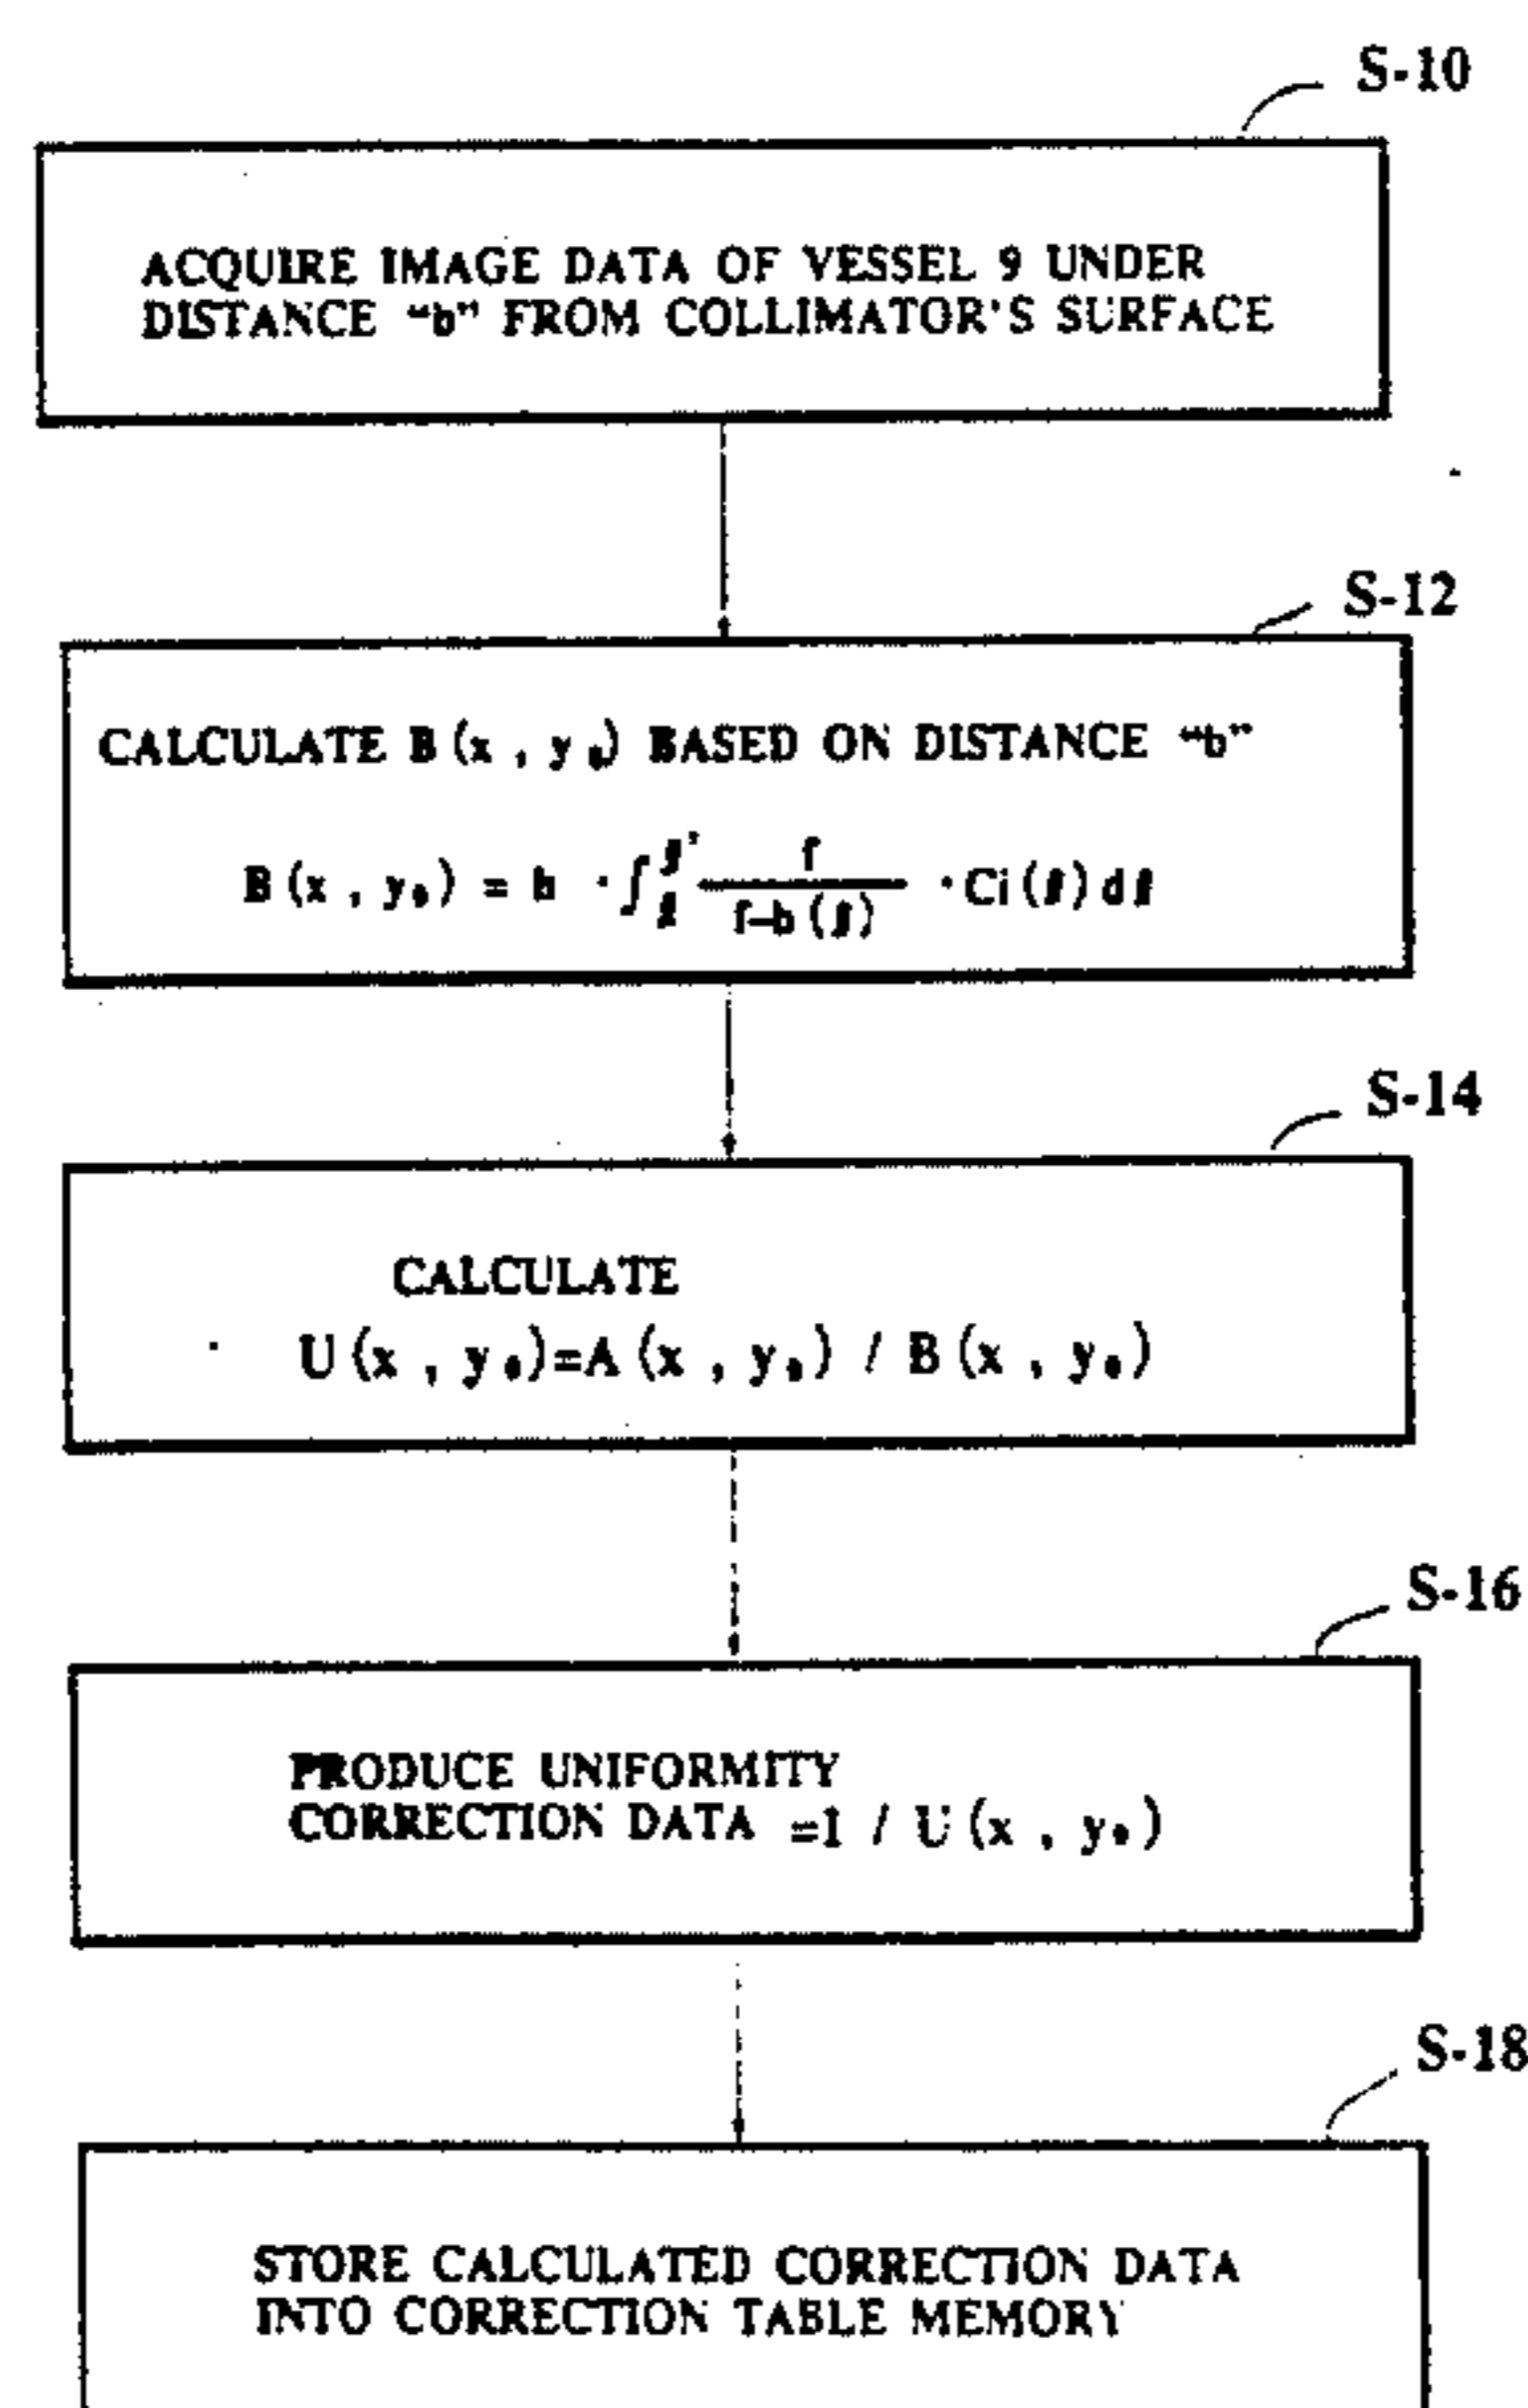 S-10
ACQUIRE IMAGE DATA OF VESSEL 9 UNDER
DISTANCE “b” FROM COLLIMATOR'S SURFACE
S-12
CALCULATE B(x, y₀) BASED ON DISTANCE “b”
B(x, y₀) =
f
f-b
Ci
S-14
CALCULATE
U(x, y₀)=A(x, y₀) / B(x, y₀)
S-16
PRODUCE UNIFORMITY
CORRECTION DATA =1 / U(x, y₀)
S-18
STORE CALCULATED CORRECTION DATA
INTO CORRECTION TABLE MEMORY